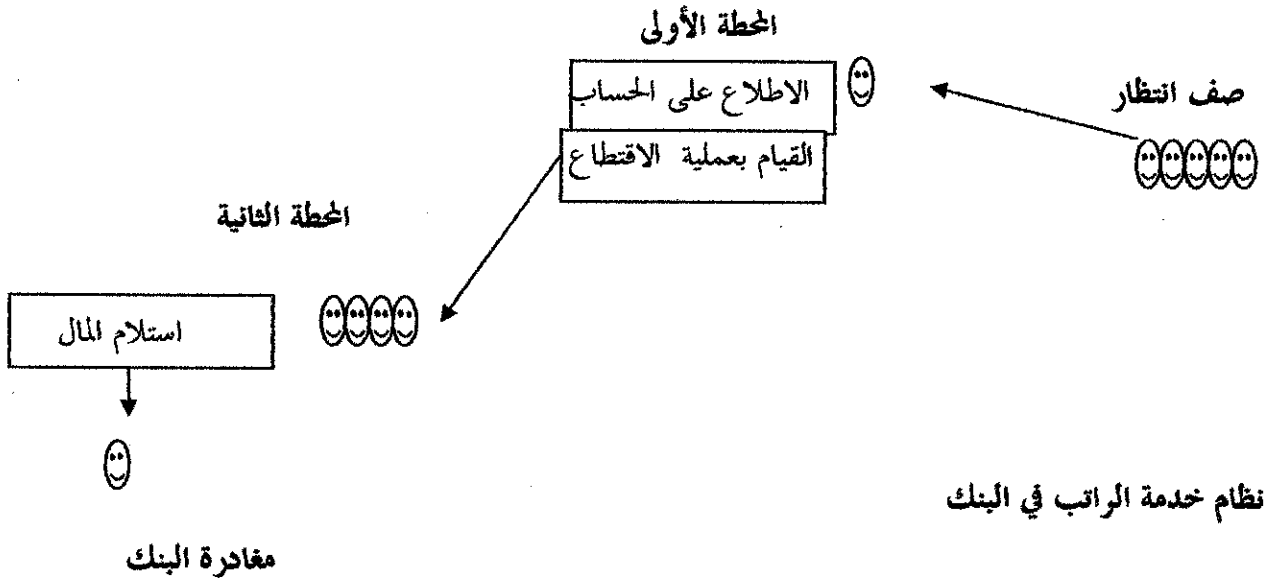 المحطة الأولى
الاطلاع على الحساب
صف انتظار
القيام بعملية الاقتطاع
المحطة الثانية
استلام المال
نظام خدمة الراتب في البنك
مغادرة البنك